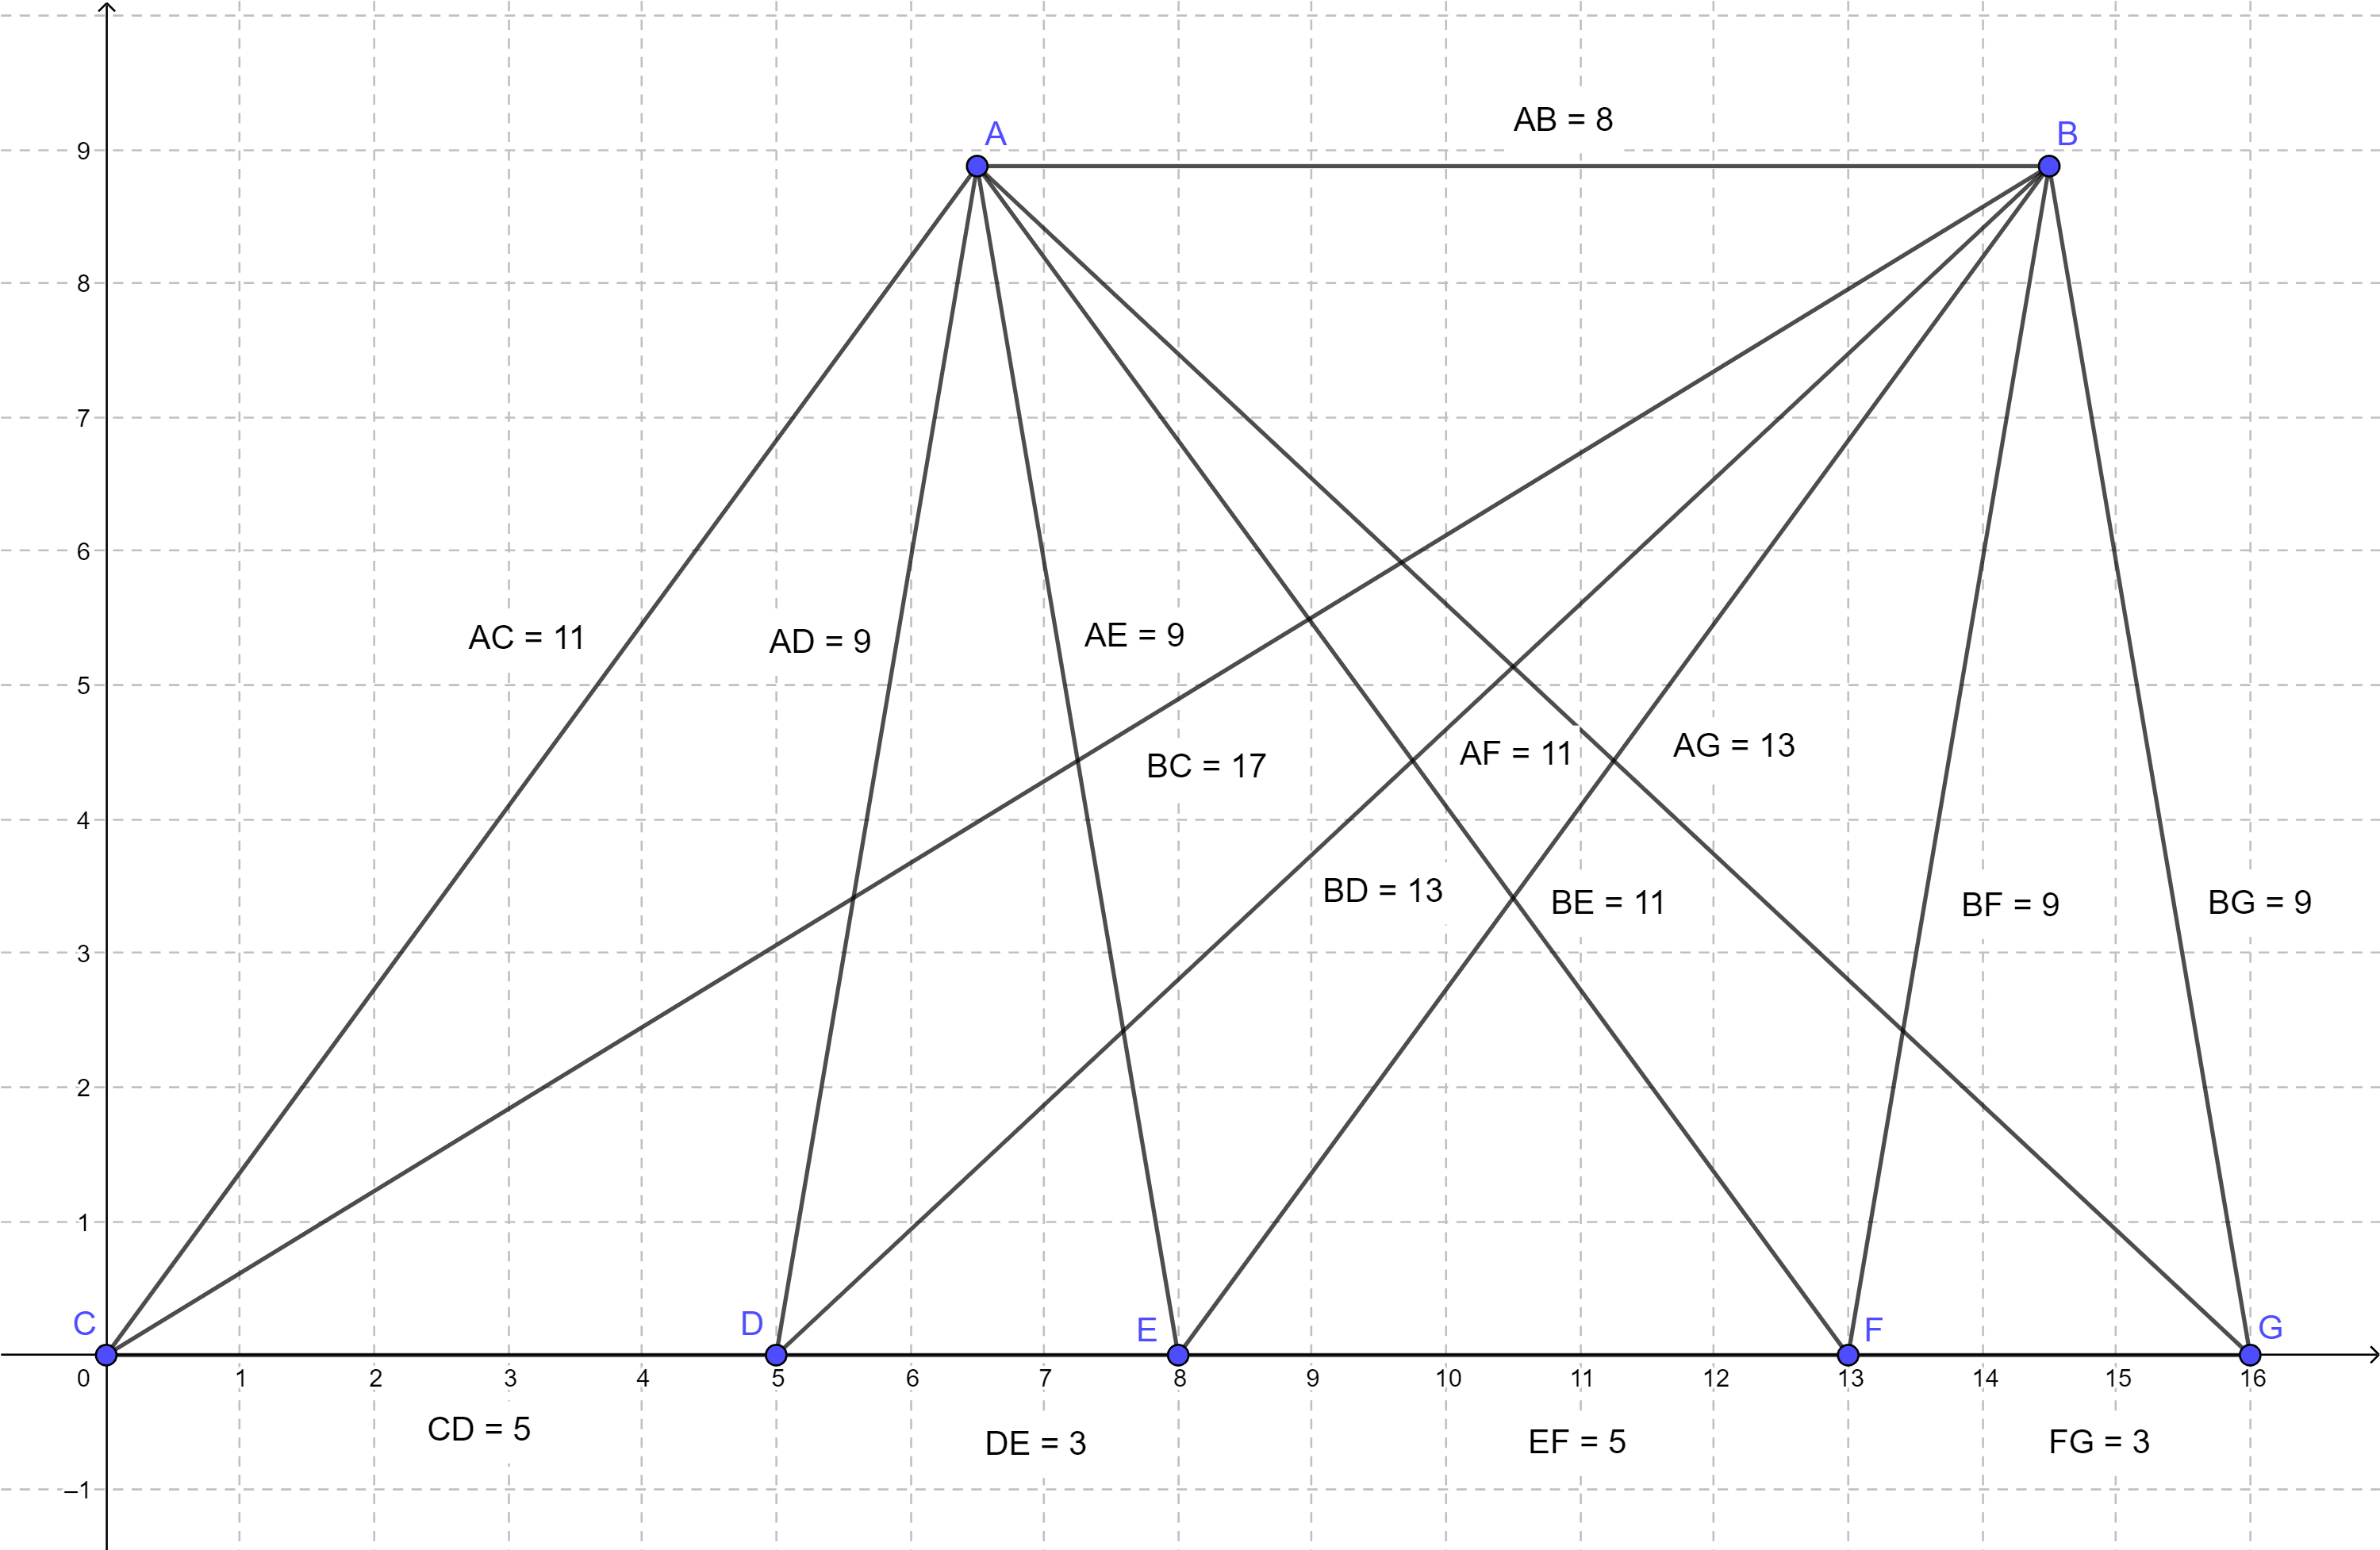 AB = 8
A
B
9
8
7
6
AC = 11
AD = 9
AE = 9
5
BC = 17
AF = 11
AG = 13
4
BD = 13
BE = 11
BF = 9
BG = 9
3
2
1
C
D
E
F
G
0 1 2 3 4 5 6 7 8 9 10 11 12 13 14 15 16
CD = 5
DE = 3
EF = 5
FG = 3
–1